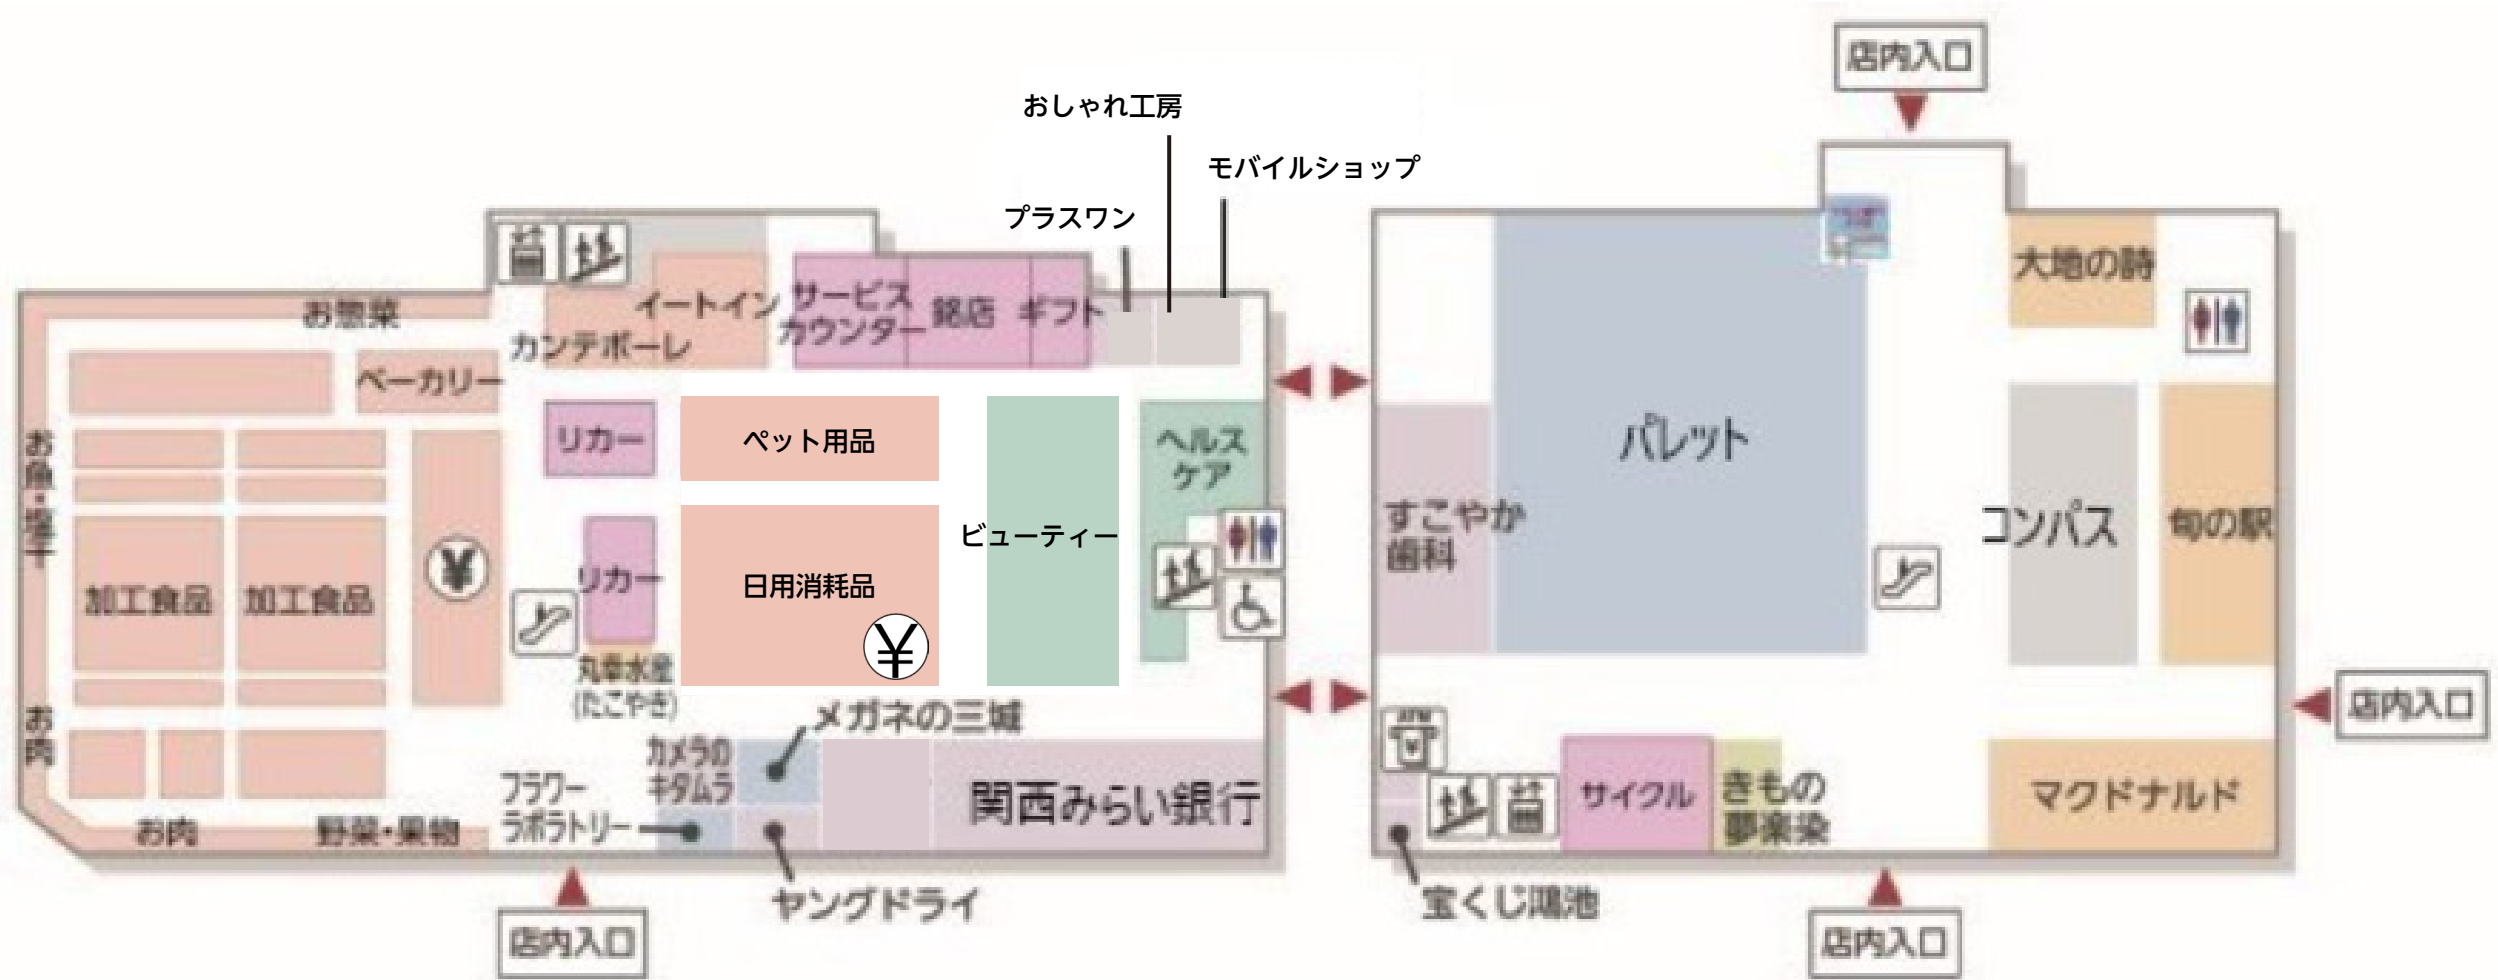 店内入口
おしゃれ工房
モバイルショップ
プラスワン
お惣菜
イートイン
カンテボーレ
サービス
カウンター
銘店
ギフト
大地の詩
ベーカリー
リカー
ペット用品
ヘルス
ケア
パレット
お魚・塩干
ビューティー
すこやか
歯科
コンパス
旬の駅
加工食品
加工食品
¥
リカー
日用消耗品
¥
丸幸水産
(たこやき)
お肉
メガネの三城
カメラの
キタムラ
フラワー
ラボラトリー
関西みらい銀行
ATM
店内入口
サイクル
きもの
夢楽染
マクドナルド
お肉
野菜・果物
ヤングドライ
宝くじ鴻池
店内入口
店内入口